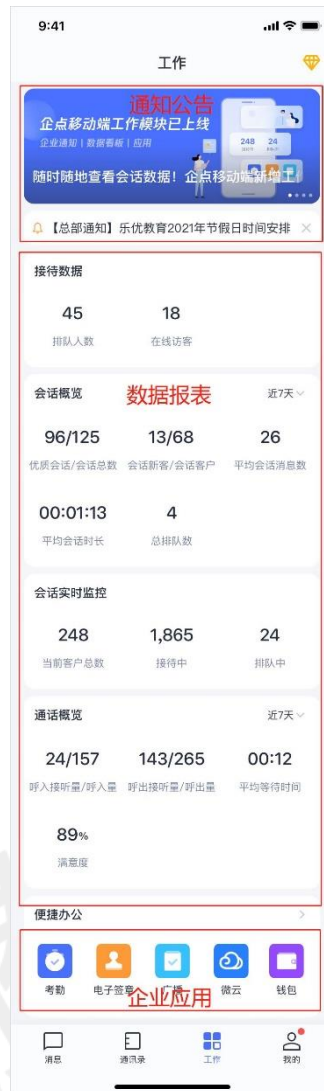 9:41
工作
通知公告
企点移动端工作模块已上线
企业通知 | 数据看板 | 应用
248 24
随时随地查看会话数据！企点移动端新增工
【总部通知】乐优教育2021年节假日时间安排
接待数据
45 18
排队人数 在线访客
会话概览 数据报表 近7天
96/125 13/68 26
优质会话/会话总数 会话新客/会话客户 平均会话消息数
00:01:13 4
平均会话时长 总排队数
会话实时监控
248 1,865 24
当前客户总数 接待中 排队中
通话概览 近7天
24/157 143/265 00:12
呼入接听量/呼入量 呼出接听量/呼出量 平均等待时间
89%
满意度
便捷办公
考勤 电子签章 广播 微云 钱包
企业应用
消息 通讯录 工作 我的